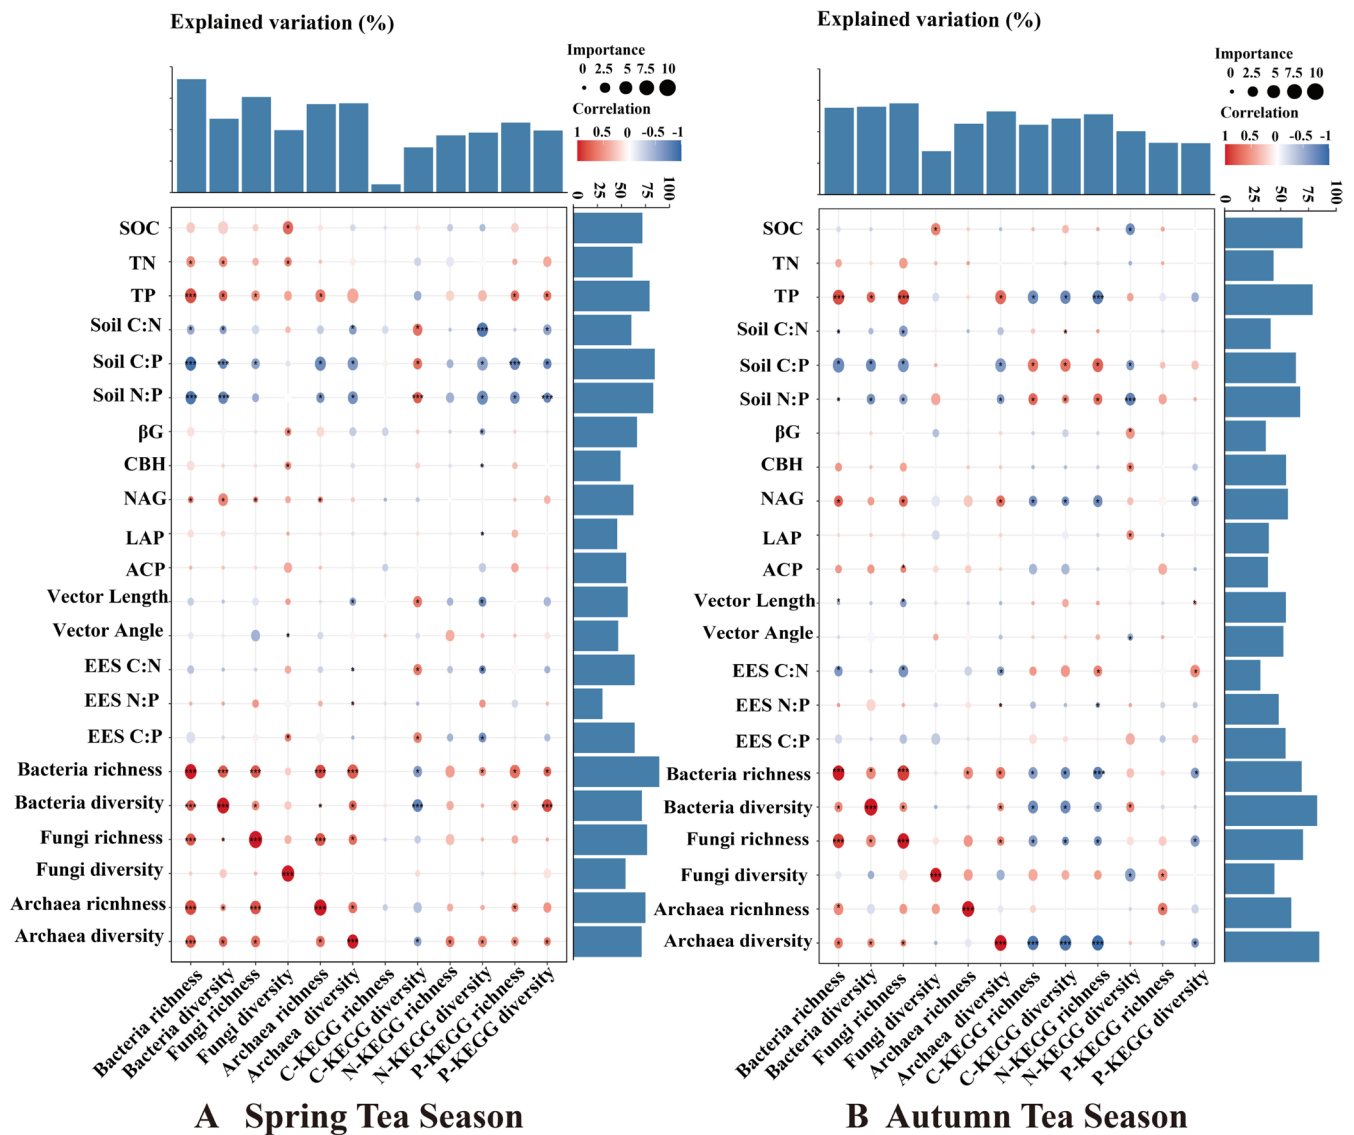 Explained variation (%)
Importance
0 2.5 5 7.5 10
Correlation
1 0.5 0 -0.5 -1
0 25 50 75 100
SOC
TN
TP
Soil C:N
Soil C:P
Soil N:P
βG
CBH
NAG
LAP
ACP
Vector Length
Vector Angle
EES C:N
EES N:P
EES C:P
Bacteria richness
Bacteria diversity
Fungi richness
Fungi diversity
Archaea ricnhness
Archaea diversity
Bacteria richness
Bacteria diversity
Fungi richness
Fungi diversity
Archaea richness
Archaea diversity
C-KEGG richness
C-KEGG diversity
N-KEGG richness
N-KEGG diversity
P-KEGG richness
P-KEGG diversity
A Spring Tea Season
Explained variation (%)
Importance
0 2.5 5 7.5 10
Correlation
1 0.5 0 -0.5 -1
0 25 50 75 100
SOC
TN
TP
Soil C:N
Soil C:P
Soil N:P
βG
CBH
NAG
LAP
ACP
Vector Length
Vector Angle
EES C:N
EES N:P
EES C:P
Bacteria richness
Bacteria diversity
Fungi richness
Fungi diversity
Archaea ricnhness
Archaea diversity
Bacteria richness
Bacteria diversity
Fungi richness
Fungi diversity
Archaea richness
Archaea diversity
C-KEGG richness
C-KEGG diversity
N-KEGG richness
N-KEGG diversity
P-KEGG richness
P-KEGG diversity
B Autumn Tea Season